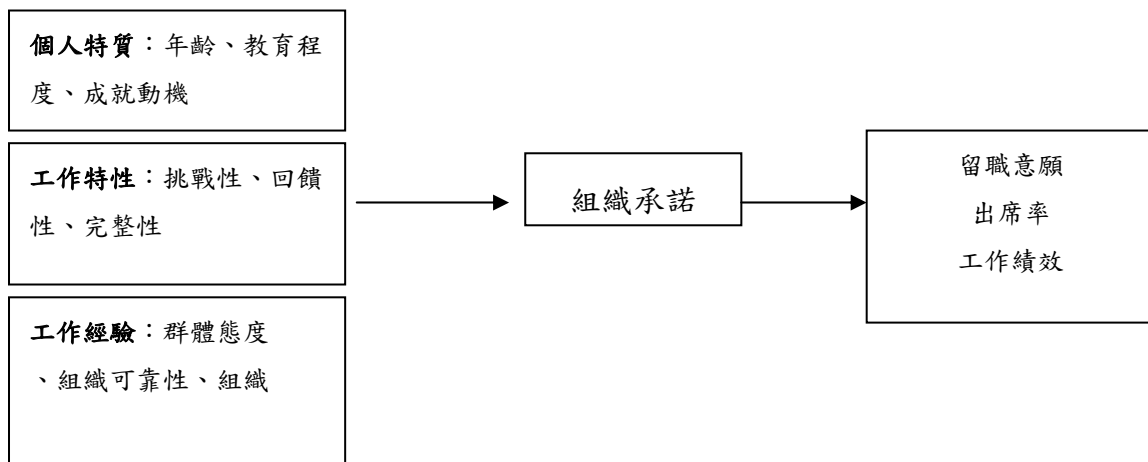 個人特質：年齡、教育程
度、成就動機
工作特性：挑戰性、回饋
性、完整性
工作經驗：群體態度
、組織可靠性、組織
組織承諾
留職意願
出席率
工作績效